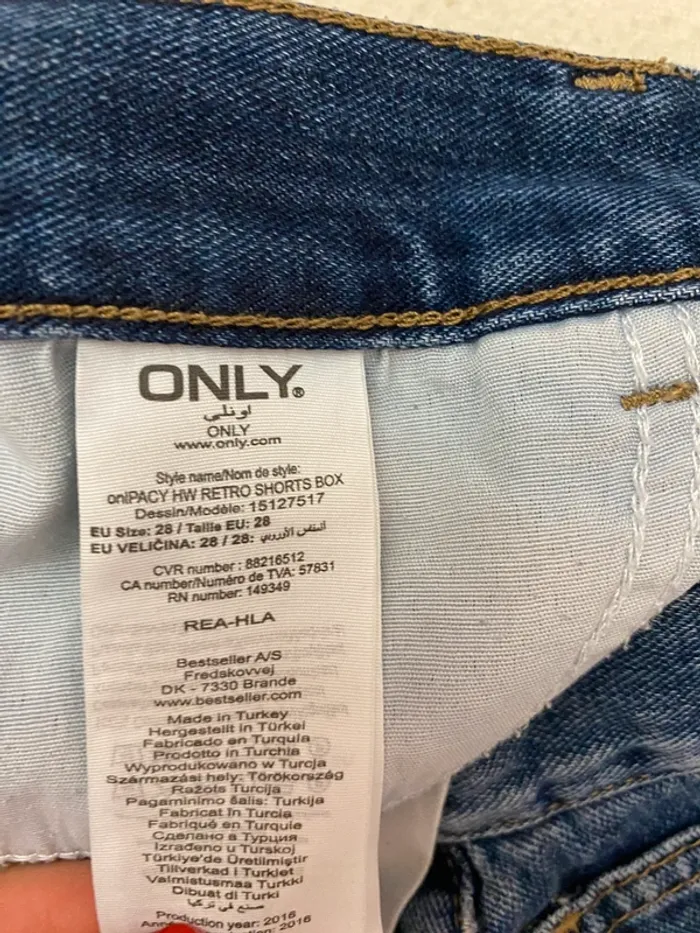 ONLY®
اونلي
ONLY
www.only.com
Style name/Nom de style:
onlPACY HW RETRO SHORTS BOX
Dessin/Modèle: 15127517
EU Size: 28 / Taille EU: 28
EU VELIČINA: 28 / 28: المقاس الأوروبي
CVR number : 88216512
CA number/Numéro de TVA: 57831
RN number: 149349
REA-HLA
Bestseller A/S
Fredskovvej
DK - 7330 Brande
www.bestseller.com
Made in Turkey
Hergestellt in Türkei
Fabricado en Turquía
Prodotto in Turchia
Wyprodukowano w Turcja
Származási hely: Törökország
Ražots Turcija
Pagaminimo šalis: Turkija
Fabricat în Turcia
Fabriqué en Turquie
Сделано в Турция
Izrađeno u Turskoj
Türkiye'de Üretilmiştir
Tillverkad i Turkiet
Valmistusmaa Turkki
Dibuat di Turki
صنع في تركيا
Production year: 2016
2016